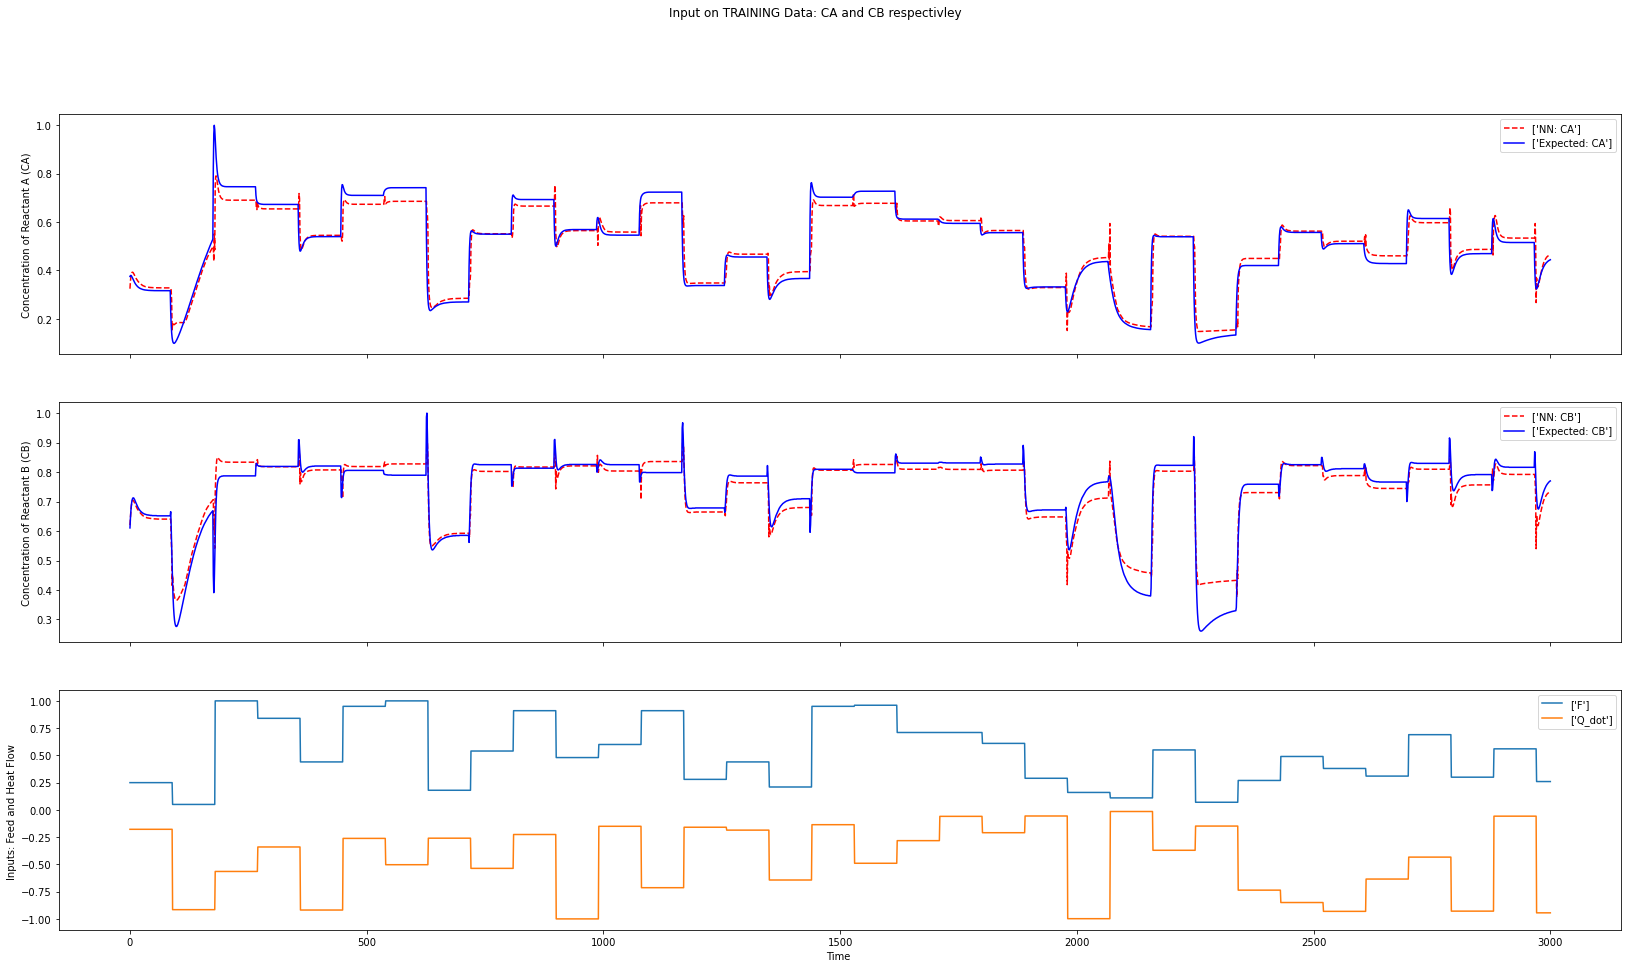 Input on TRAINING Data: CA and CB respectivley
Concentration of Reactant A (CA)
1.0
0.8
0.6
0.4
0.2
['NN: CA']
['Expected: CA']
Concentration of Reactant B (CB)
1.0
0.9
0.8
0.7
0.6
0.5
0.4
0.3
['NN: CB']
['Expected: CB']
Inputs: Feed and Heat Flow
1.00
0.75
0.50
0.25
0.00
−0.25
−0.50
−0.75
−1.00
['F']
['Q_dot']
0 500 1000 1500 2000 2500 3000
Time